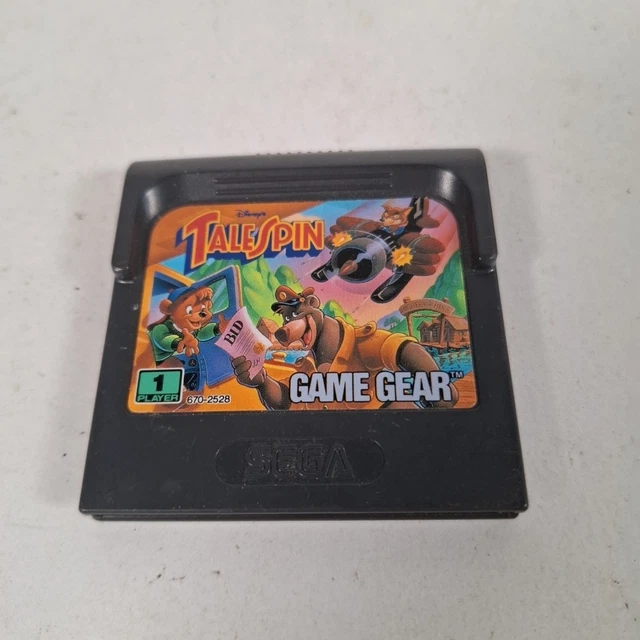 Disney's
TALESPIN
BID
1
PLAYER
670-2528
GAME GEAR™
SEGA